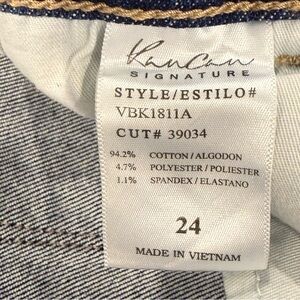 KanCan
SIGNATURE
STYLE/ESTILO#
VBK1811A
CUT# 39034
94.2% COTTON/ALGODON
4.7% POLYESTER/POLIESTER
1.1% SPANDEX/ELASTANO
24
MADE IN VIETNAM